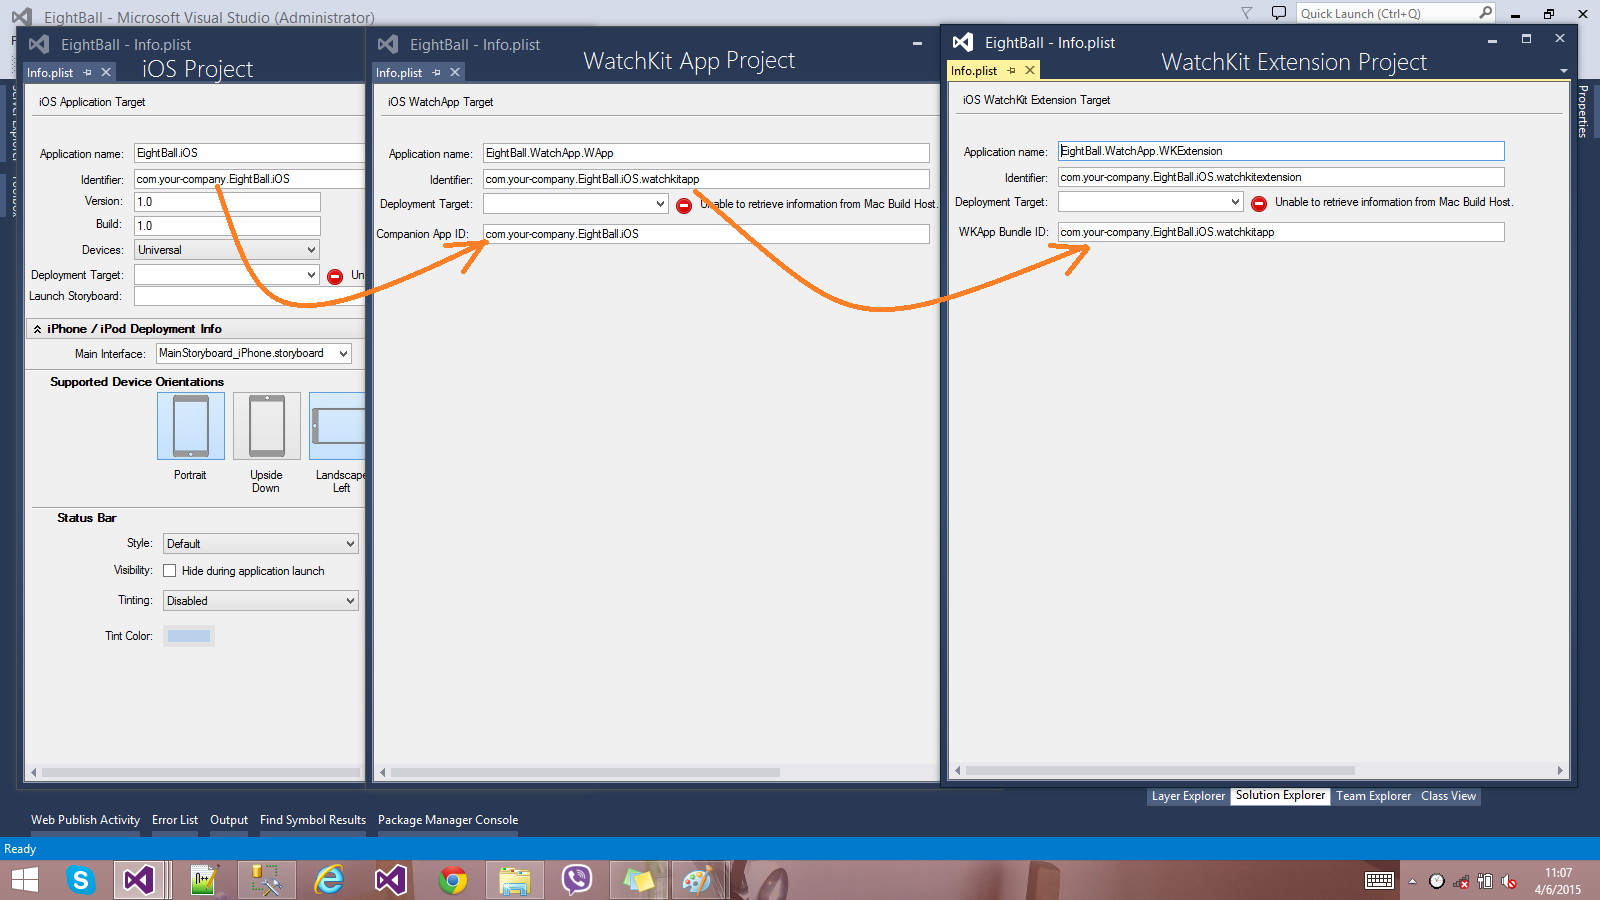 EightBall - Microsoft Visual Studio (Administrator)
Quick Launch (Ctrl+Q)
EightBall - Info.plist
Info.plist
iOS Project
iOS Application Target
Application name: EightBall.iOS
Identifier: com.your-company.EightBall.iOS
Version: 1.0
Build: 1.0
Devices: Universal
Deployment Target: Un
Launch Storyboard:
iPhone / iPod Deployment Info
Main Interface: MainStoryboard_iPhone.storyboard
Supported Device Orientations
Portrait
Upside
Down
Landscape
Left
Status Bar
Style: Default
Visibility: Hide during application launch
Tinting: Disabled
Tint Color:
EightBall - Info.plist
WatchKit App Project
Info.plist
iOS WatchApp Target
Application name: EightBall.WatchApp.WApp
Identifier: com.your-company.EightBall.iOS.watchkitapp
Deployment Target: Unable to retrieve information from Mac Build Host.
Companion App ID: com.your-company.EightBall.iOS
EightBall - Info.plist
WatchKit Extension Project
Info.plist
iOS WatchKit Extension Target
Application name: EightBall.WatchApp.WKExtension
Identifier: com.your-company.EightBall.iOS.watchkitextension
Deployment Target: Unable to retrieve information from Mac Build Host.
WKApp Bundle ID: com.your-company.EightBall.iOS.watchkitapp
Properties
Layer Explorer Solution Explorer Team Explorer Class View
Web Publish Activity Error List Output Find Symbol Results Package Manager Console
Ready
11:07
4/6/2015